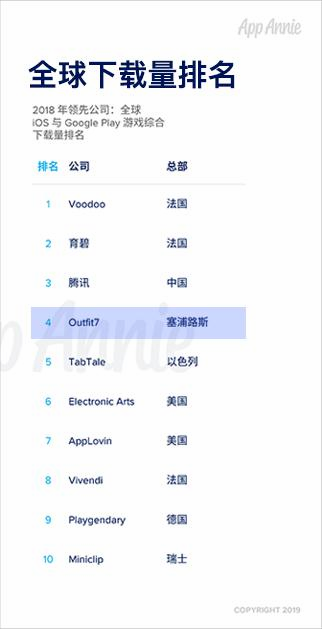 App Annie
全球下载量排名
2018 年领先公司：全球
iOS 与 Google Play 游戏综合
下载量排名
排名 公司 总部
1 Voodoo 法国
2 育碧 法国
3 腾讯 中国
4 Outfit7 塞浦路斯
5 TabTale 以色列
6 Electronic Arts 美国
7 AppLovin 美国
8 Vivendi 法国
9 Playgendary 德国
10 Miniclip 瑞士
COPYRIGHT 2019